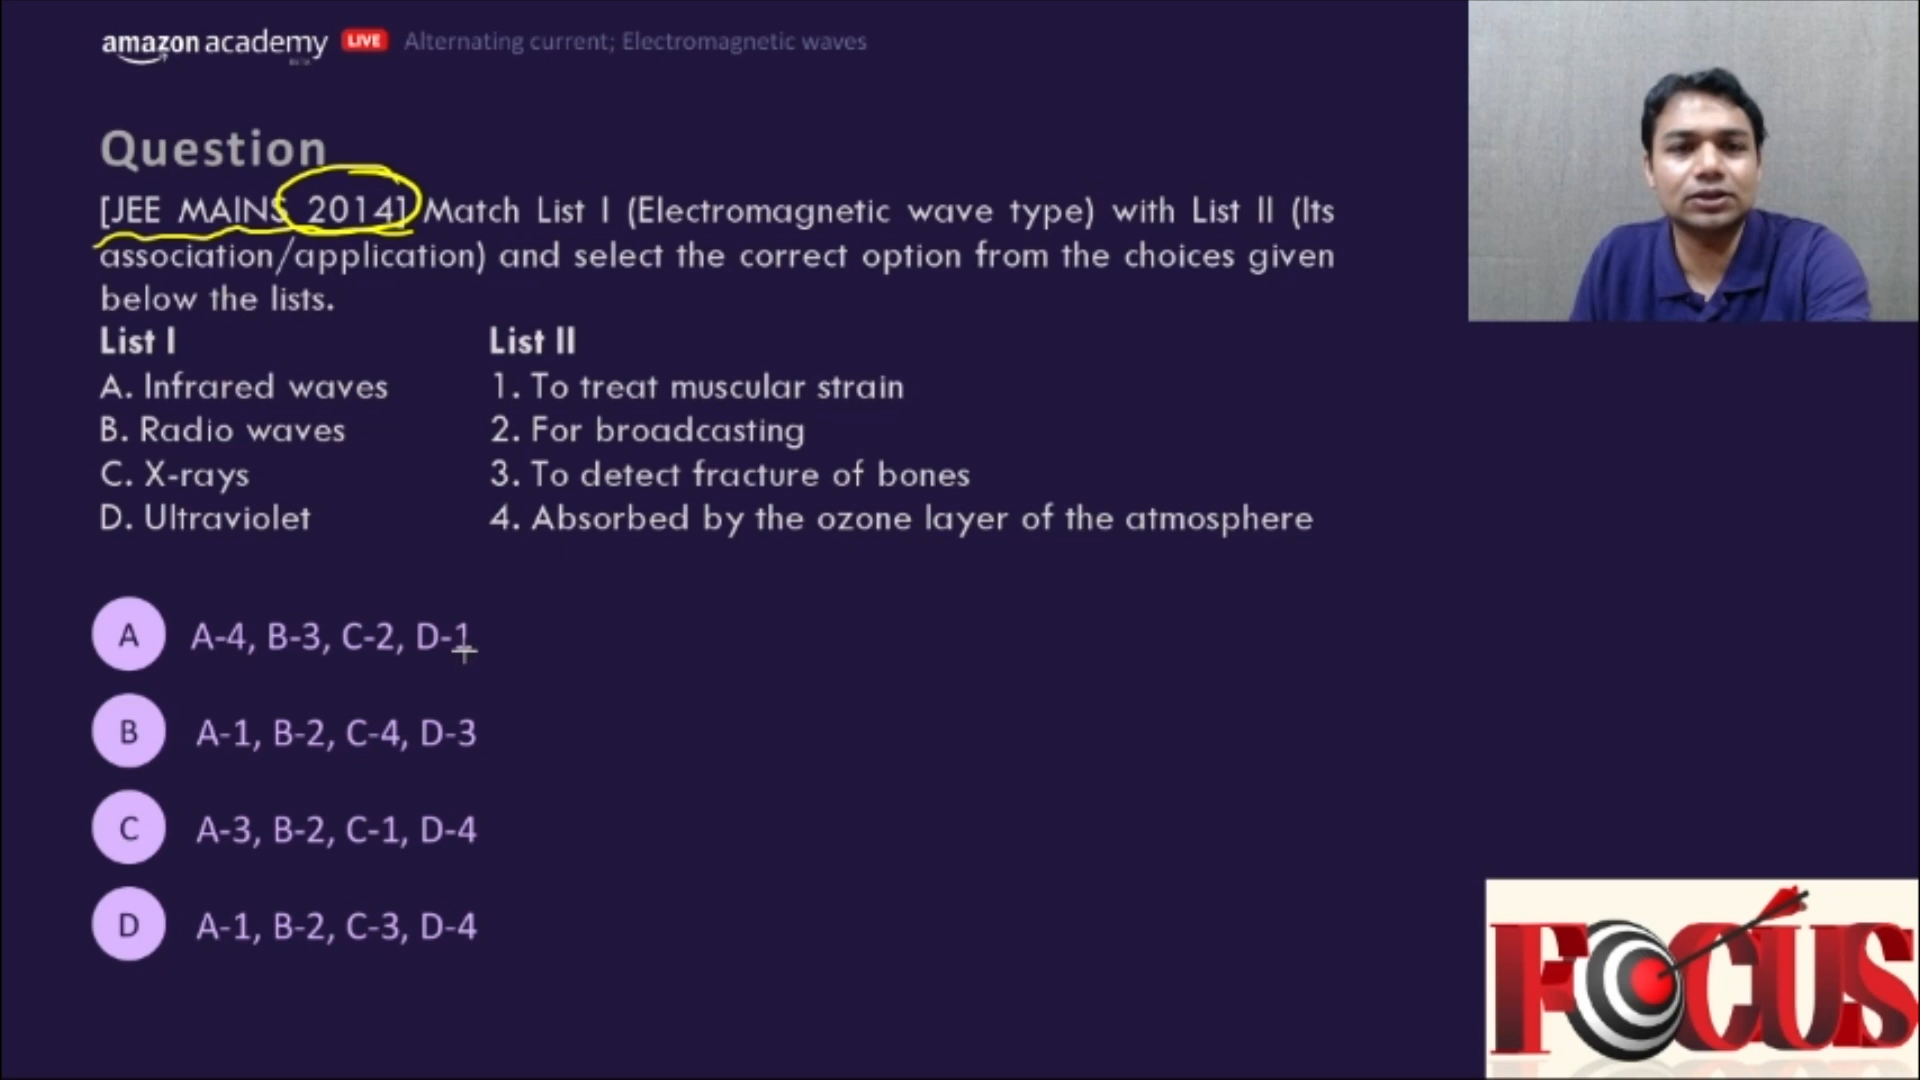 amazon academy LIVE Alternating current; Electromagnetic waves
BETA
Question
[JEE MAINS 2014] Match List I (Electromagnetic wave type) with List II (Its
association/application) and select the correct option from the choices given
below the lists.
List I List II
A. Infrared waves 1. To treat muscular strain
B. Radio waves 2. For broadcasting
C. X-rays 3. To detect fracture of bones
D. Ultraviolet 4. Absorbed by the ozone layer of the atmosphere
A A-4, B-3, C-2, D-1
B A-1, B-2, C-4, D-3
C A-3, B-2, C-1, D-4
D A-1, B-2, C-3, D-4
FOCUS